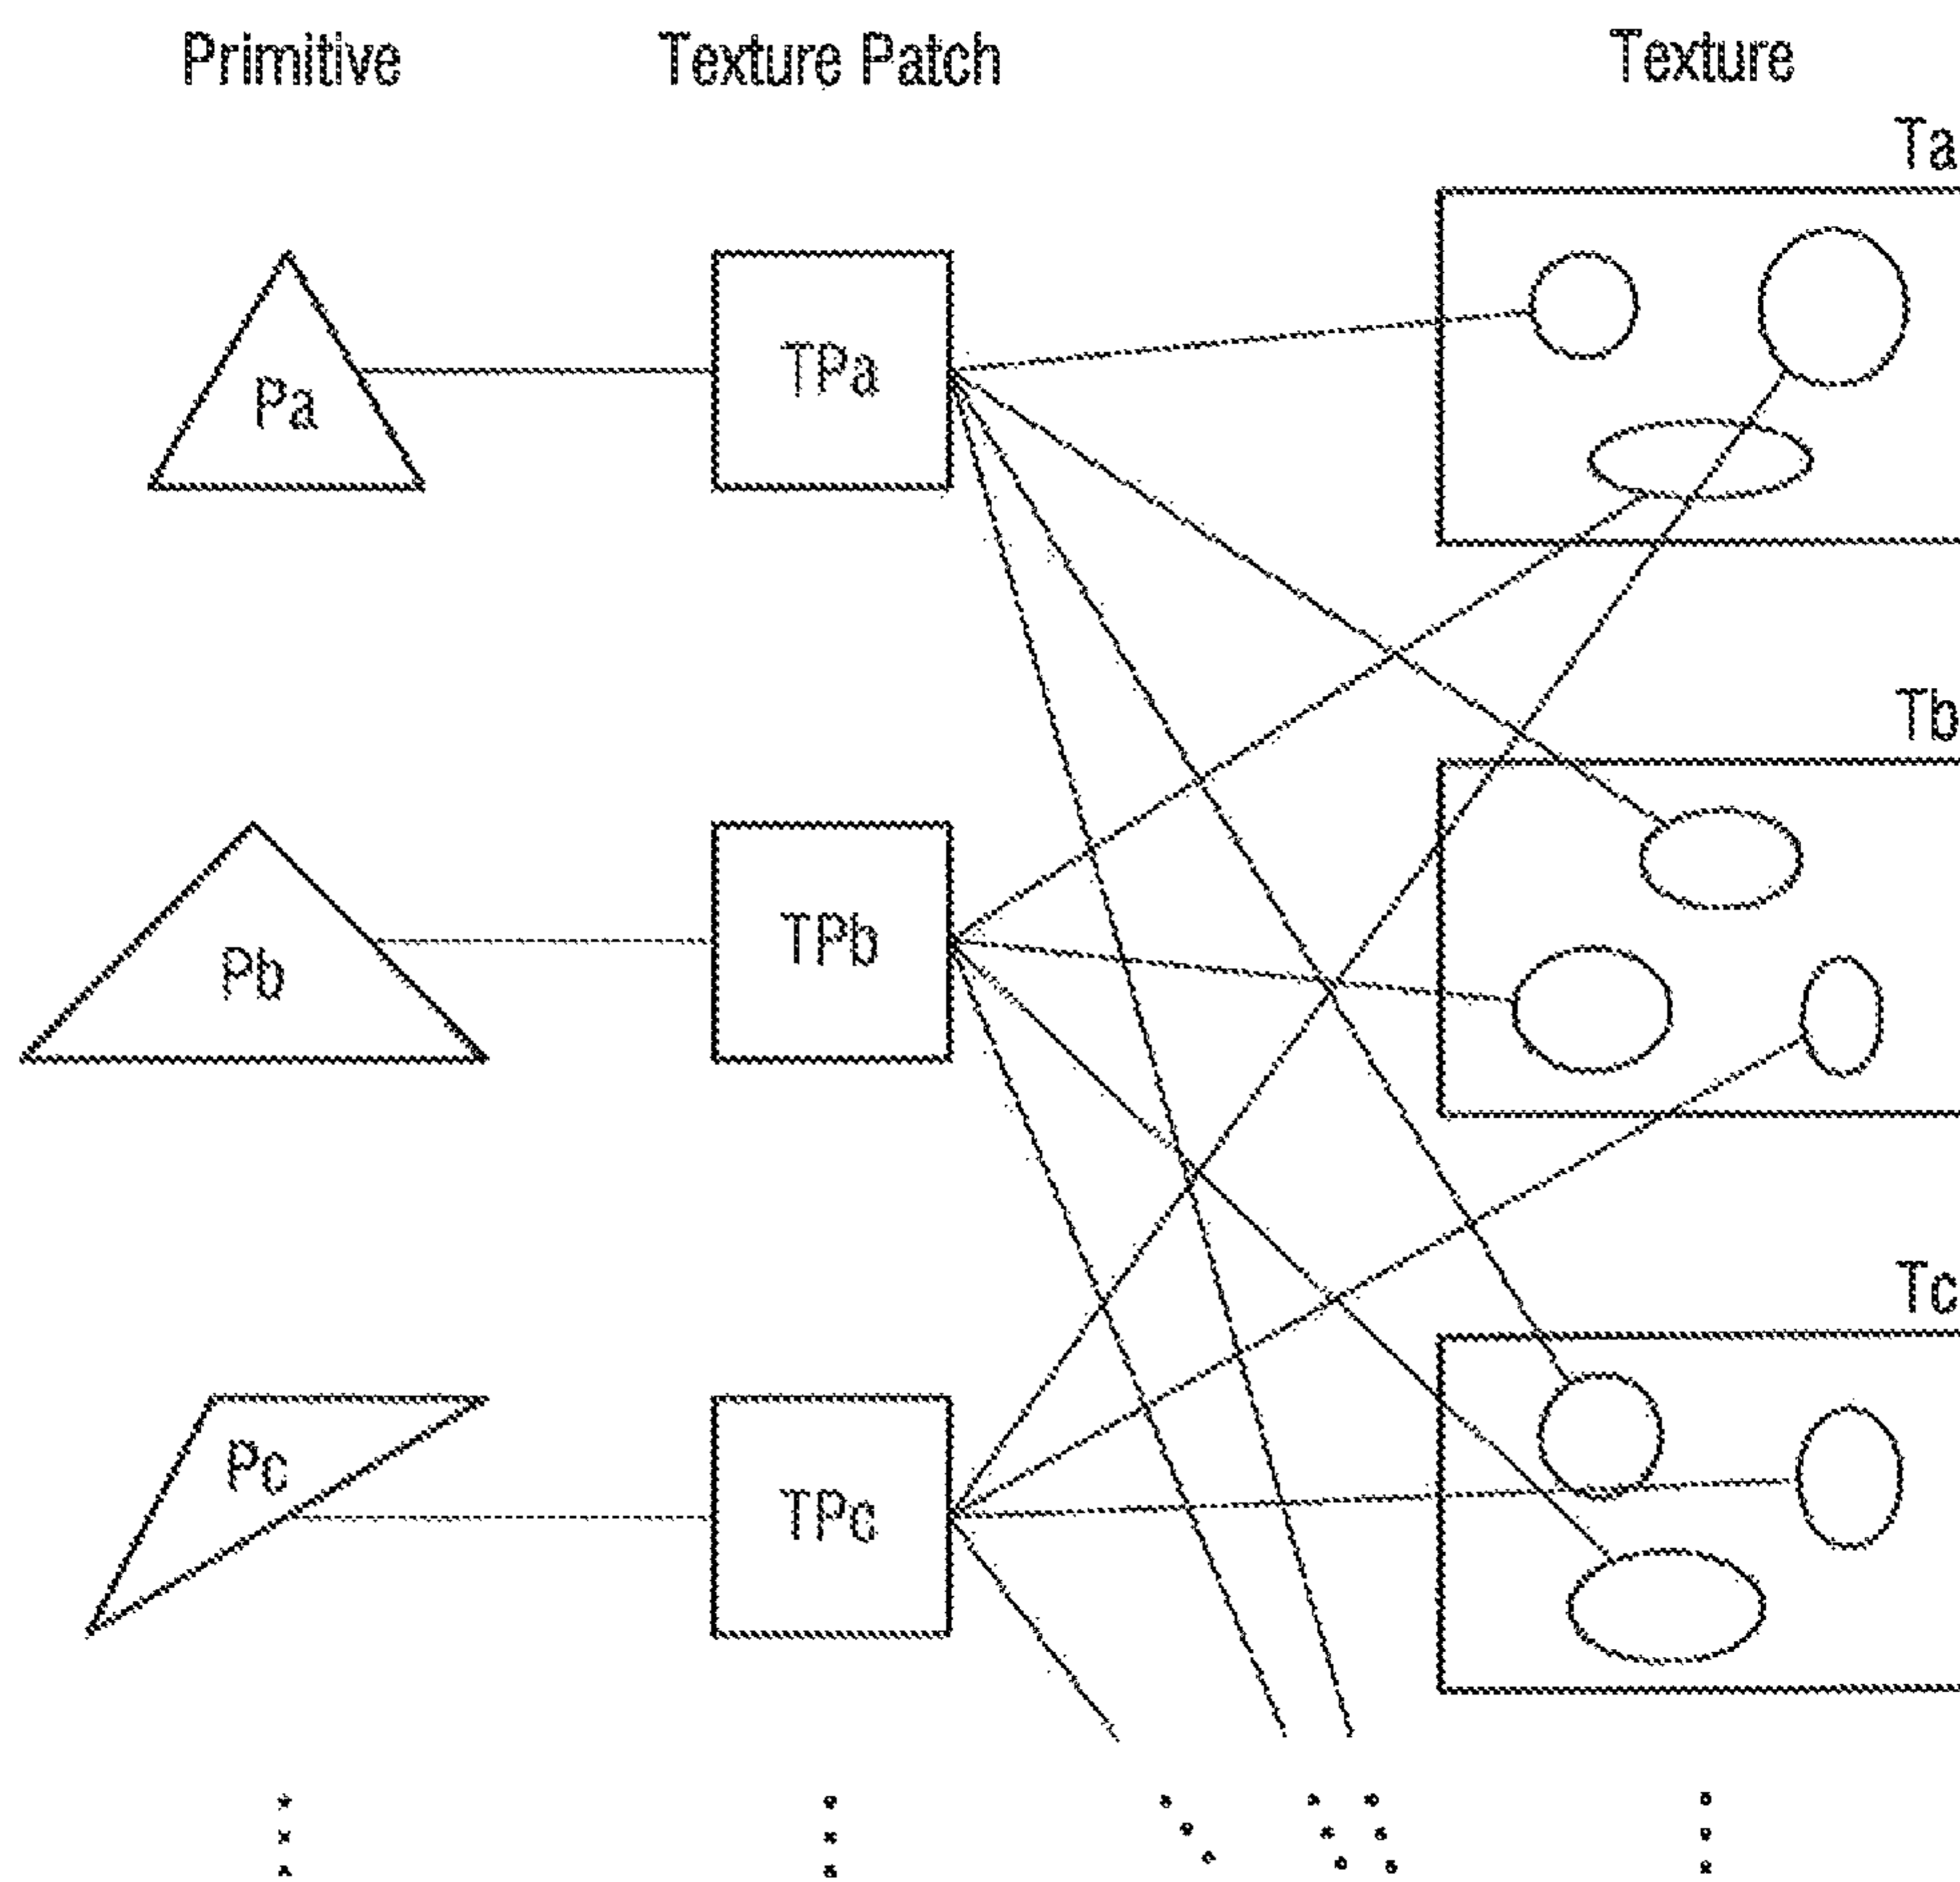 Primitive
Texture Patch
Texture
Ta
Pa
TPa
Tb
Pb
TPb
Tc
Pc
TPc